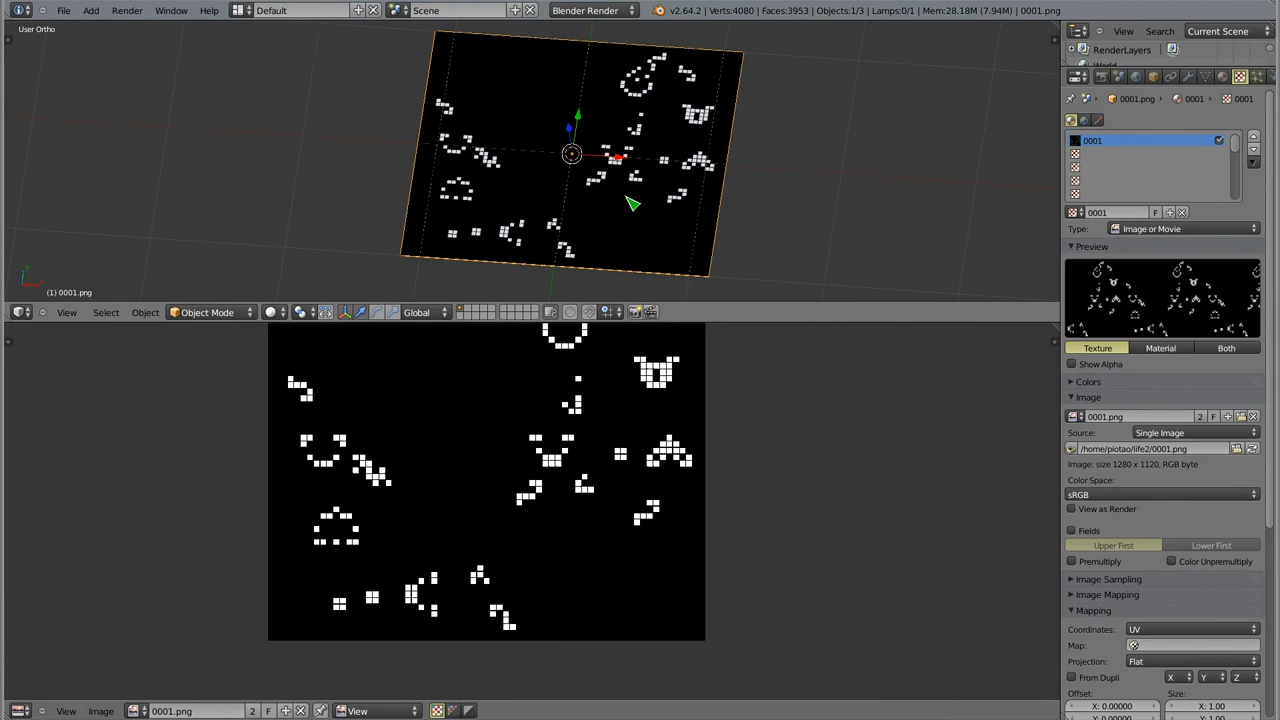 File Add Render Window Help Default Scene Blender Render v2.64.2 | Verts:4080 | Faces:3953 | Objects:1/3 | Lamps:0/1 | Mem:28.18M (7.94M) | 0001.png
User Ortho
View Search Current Scene
RenderLayers
World
0001.png 0001 0001
0001
0001 F
Type: Image or Movie
Preview
Texture Material Both
Show Alpha
Colors
Image
0001.png 2 F
Source: Single Image
/home/piotao/life2/0001.png
Image: size 1280 x 1120, RGB byte
Color Space:
sRGB
View as Render
Fields
Upper First Lower First
Premultiply Color Unpremultiply
Image Sampling
Image Mapping
Mapping
Coordinates: UV
Map:
Projection: Flat
From Dupli X Y Z
Offset: Size:
X: 0.00000 X: 1.00
(1) 0001.png
View Select Object Object Mode Global
View Image 0001.png 2 F View